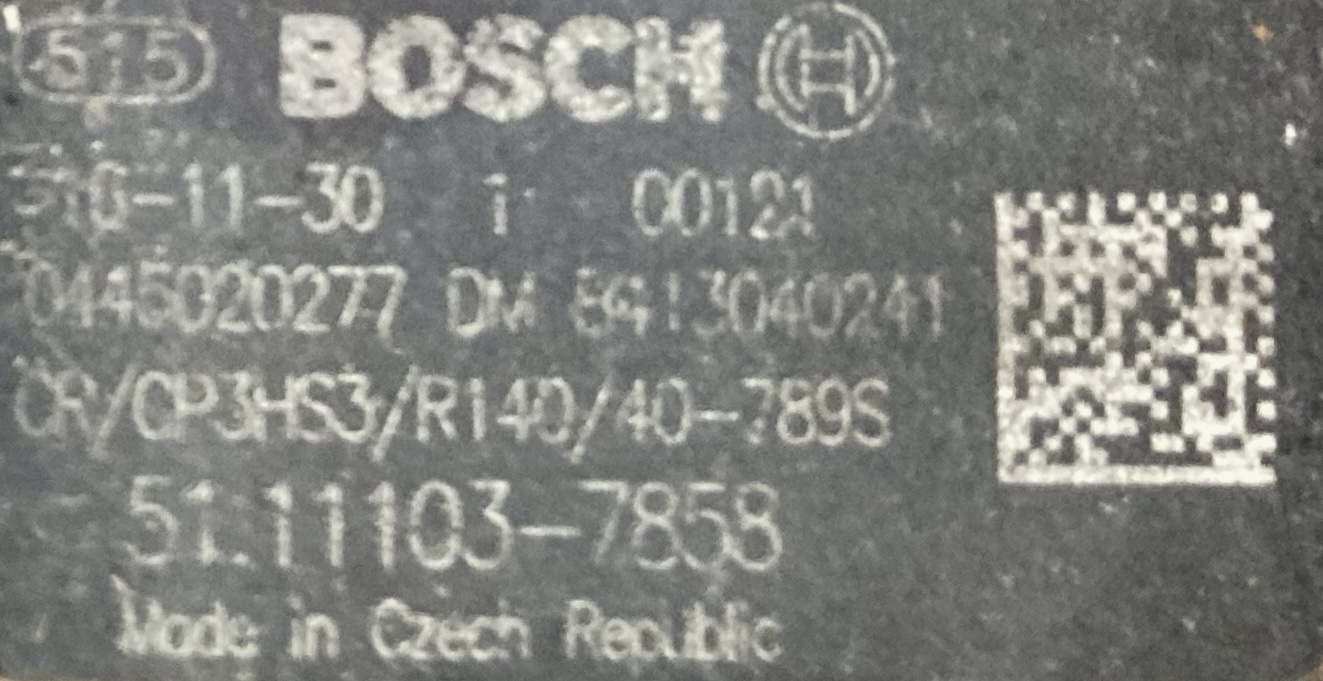 515 BOSCH
-11-30 1 00121
0445020277 DM 13040241
CR/CP3HS3/R140/40-789S
51.11103-7858
Made in Czech Republic